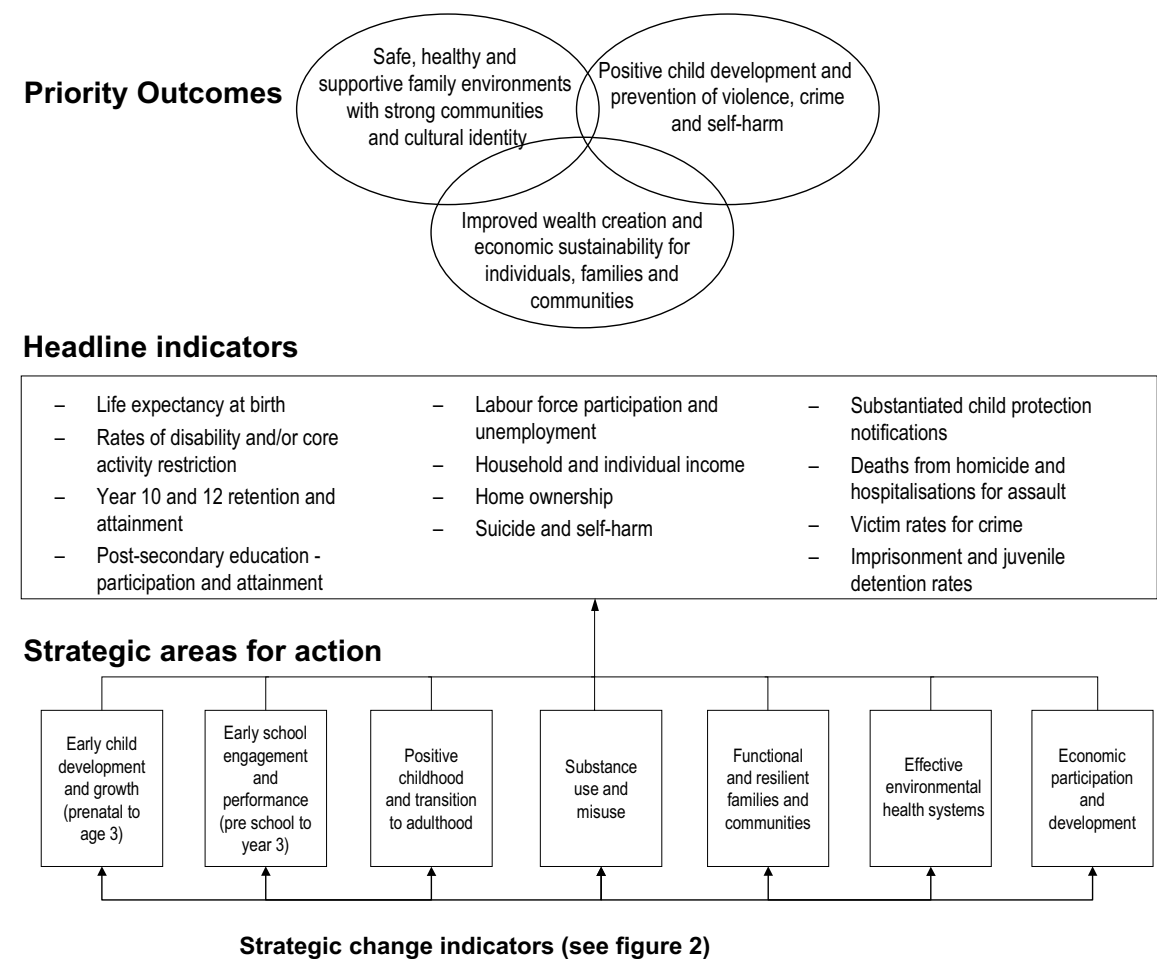 Priority Outcomes
Safe, healthy and
supportive family environments
with strong communities
and cultural identity
Positive child development and
prevention of violence, crime
and self-harm
Improved wealth creation and
economic sustainability for
individuals, families and
communities
Headline indicators
– Life expectancy at birth
– Rates of disability and/or core
activity restriction
– Year 10 and 12 retention and
attainment
– Post-secondary education -
participation and attainment
– Labour force participation and
unemployment
– Household and individual income
– Home ownership
– Suicide and self-harm
– Substantiated child protection
notifications
– Deaths from homicide and
hospitalisations for assault
– Victim rates for crime
– Imprisonment and juvenile
detention rates
Strategic areas for action
Early child
development
and growth
(prenatal to
age 3)
Early school
engagement
and
performance
(pre school to
year 3)
Positive
childhood
and transition
to adulthood
Substance
use and
misuse
Functional
and resilient
families and
communities
Effective
environmental
health systems
Economic
participation
and
development
Strategic change indicators (see figure 2)